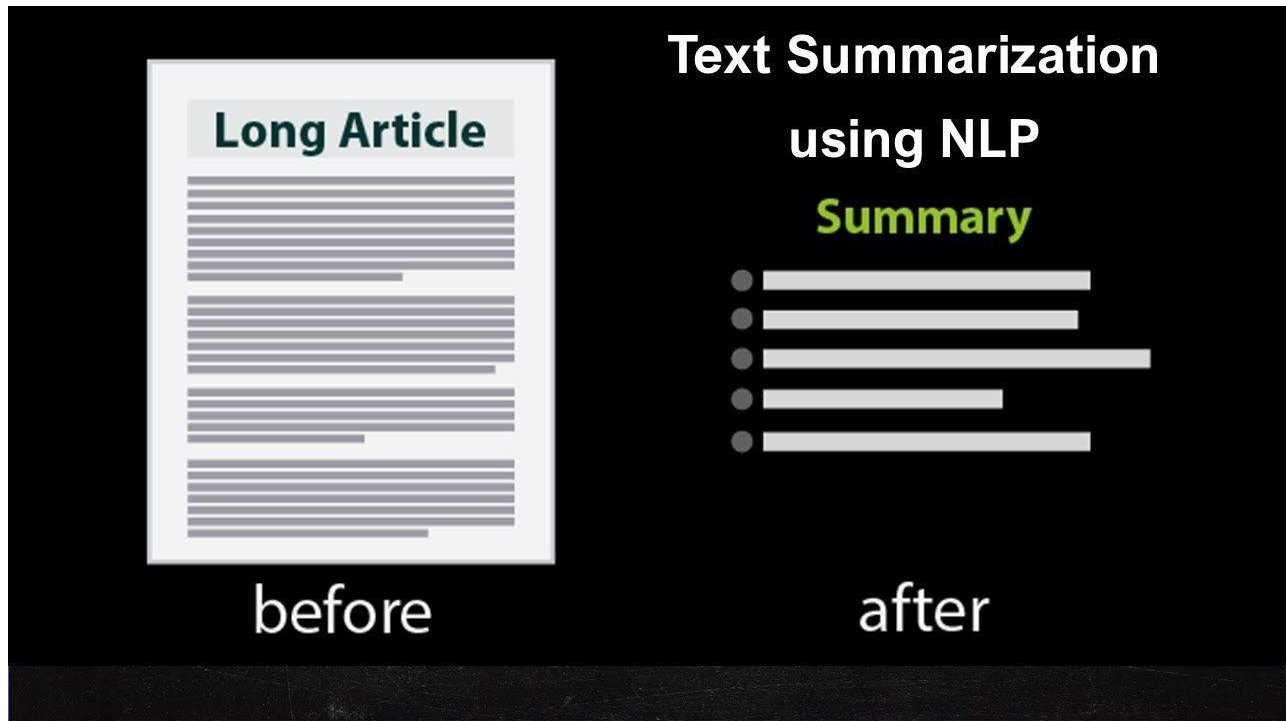 Text Summarization
using NLP
Long Article
Summary
before
after